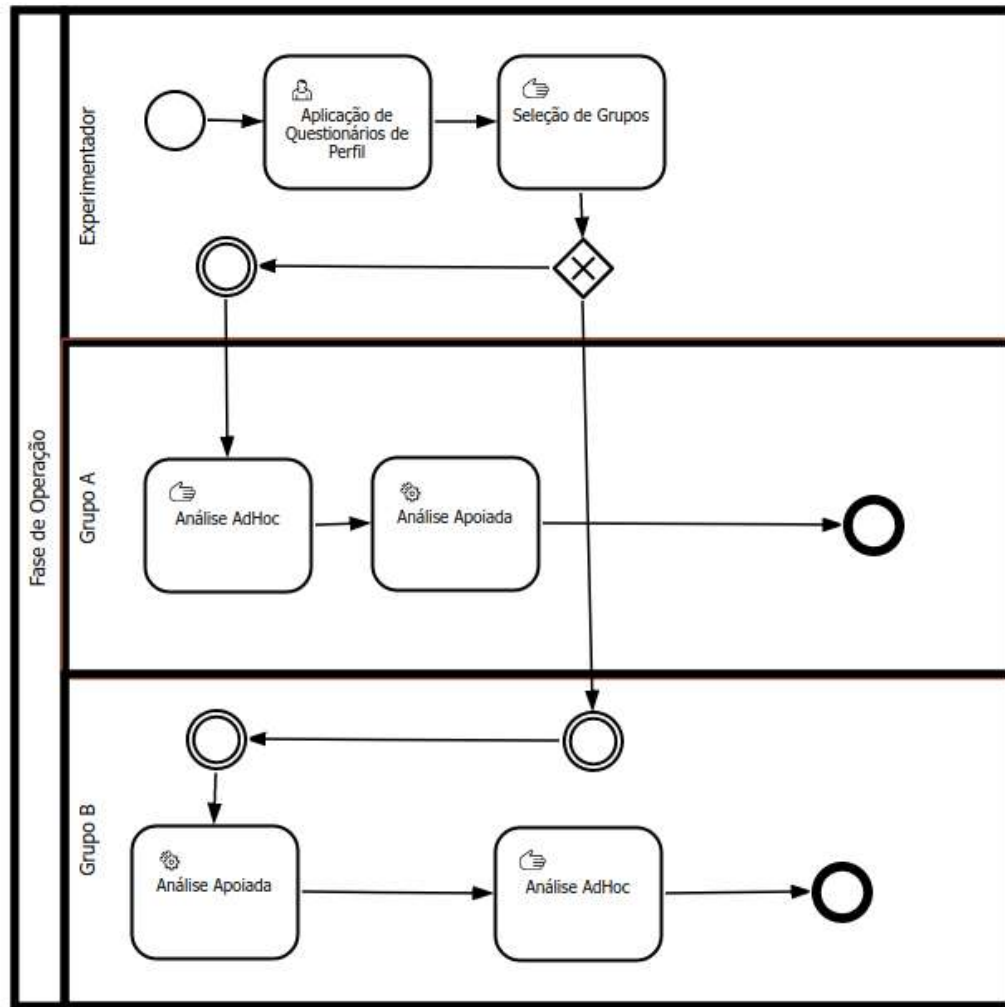 Fase de Operação
Experimentador
Aplicação de
Questionários de
Perfil
Seleção de Grupos
Grupo A
Análise AdHoc
Análise Apoiada
Grupo B
Análise Apoiada
Análise AdHoc